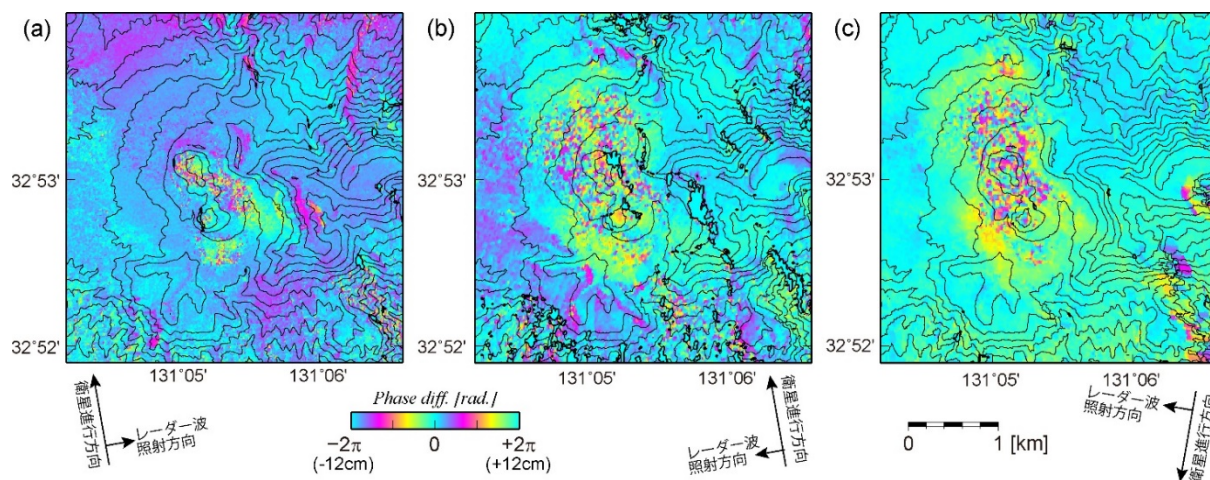 (a)
(b)
(c)
32°53'
32°53'
32°53'
32°52'
32°52'
32°52'
131°05'
131°06'
131°05'
131°06'
131°05'
131°06'
衛星進行方向
レーダー波
照射方向
Phase diff. [rad.]
−2π
0
+2π
(-12cm)
(+12cm)
レーダー波
照射方向
衛星進行方向
0
1 [km]
レーダー波
照射方向
衛星進行方向